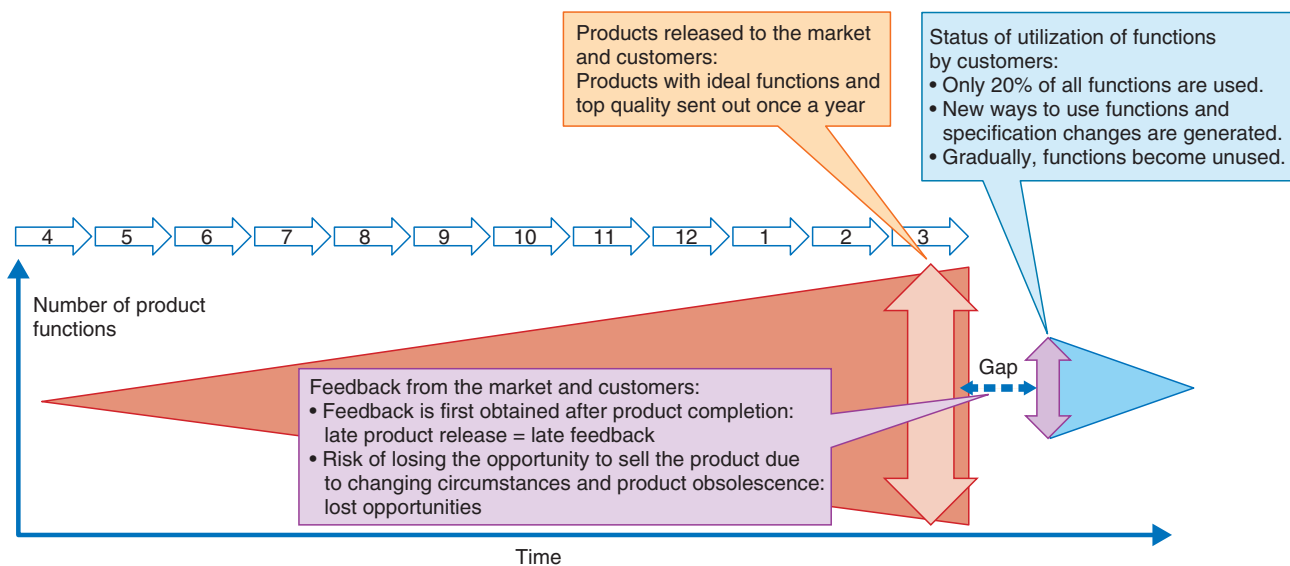 Products released to the market
and customers:
Products with ideal functions and
top quality sent out once a year
Status of utilization of functions
by customers:
• Only 20% of all functions are used.
• New ways to use functions and
specification changes are generated.
• Gradually, functions become unused.
4 5 6 7 8 9 10 11 12 1 2 3
Number of product
functions
Gap
Feedback from the market and customers:
• Feedback is first obtained after product completion:
late product release = late feedback
• Risk of losing the opportunity to sell the product due
to changing circumstances and product obsolescence:
lost opportunities
Time